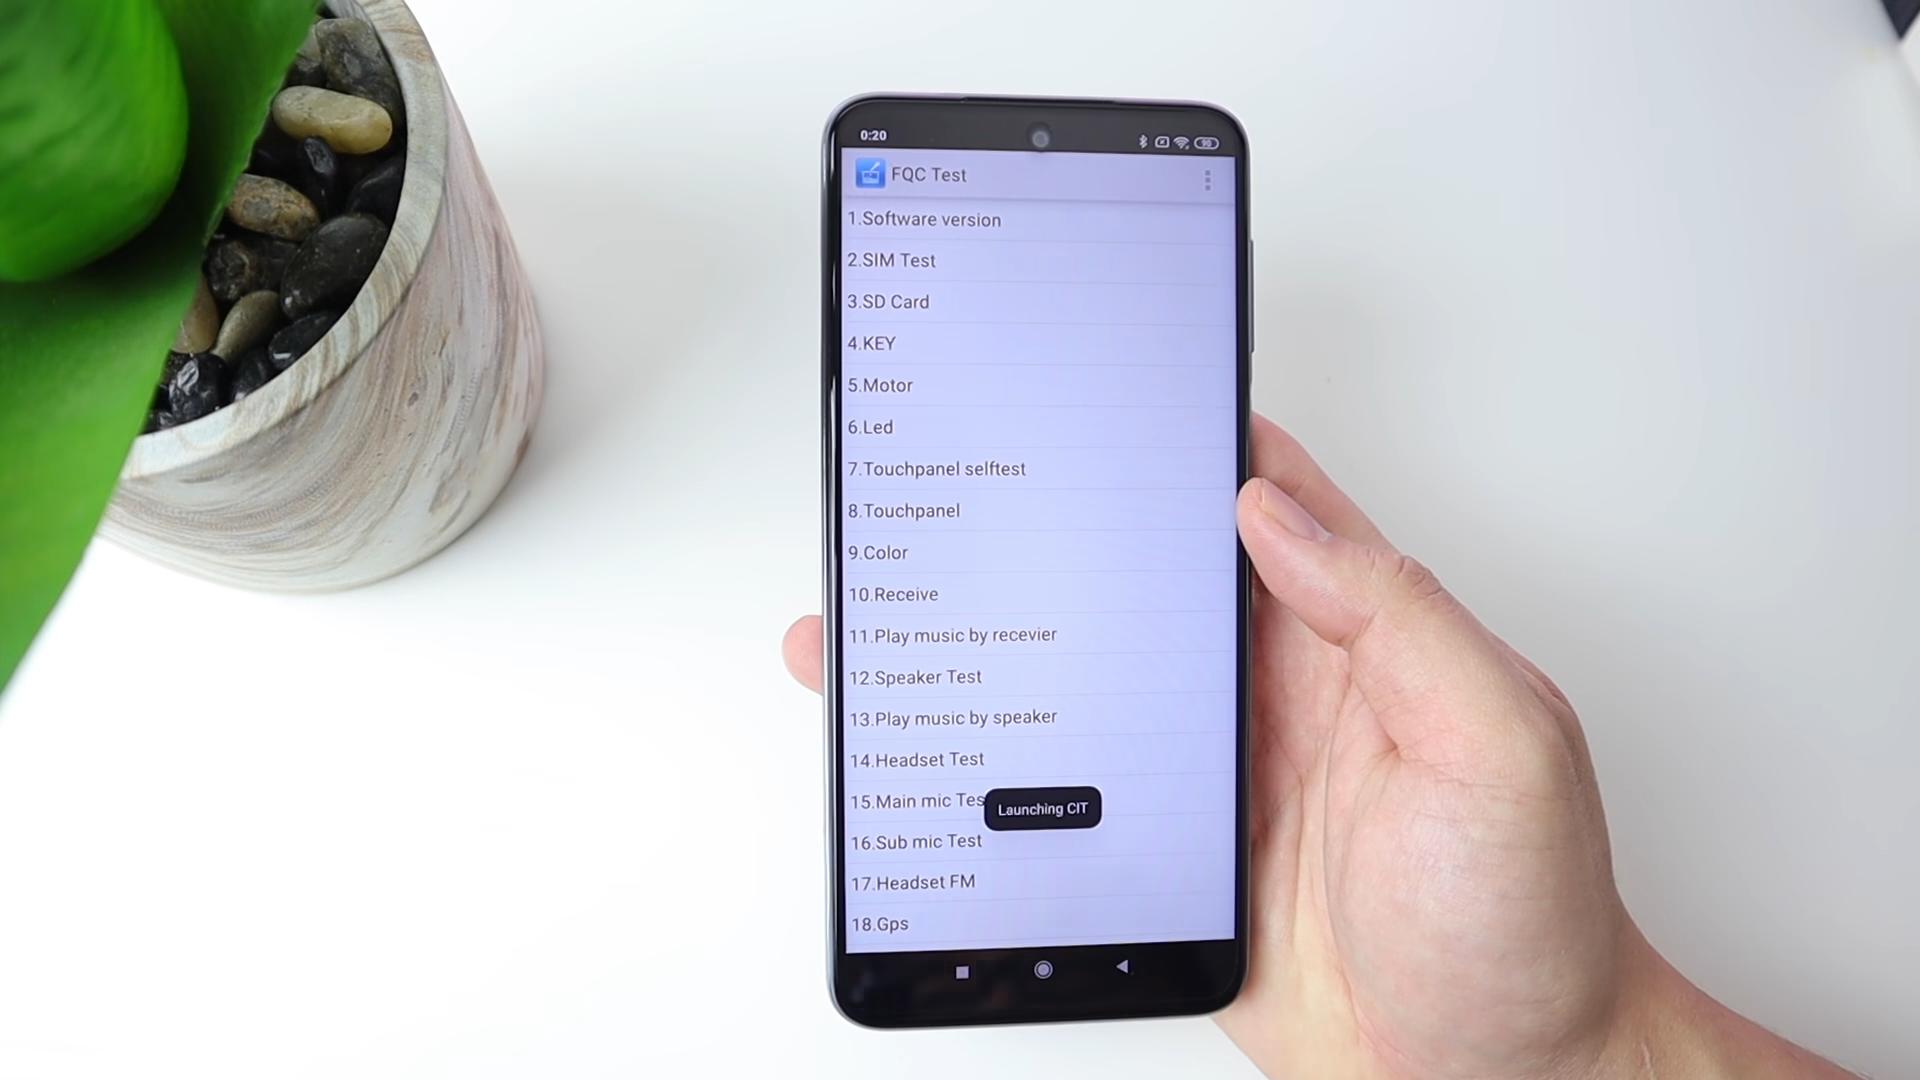 0:20
90
FQC Test
1.Software version
2.SIM Test
3.SD Card
4.KEY
5.Motor
6.Led
7.Touchpanel selftest
8.Touchpanel
9.Color
10.Receive
11.Play music by recevier
12.Speaker Test
13.Play music by speaker
14.Headset Test
15.Main mic Tes
Launching CIT
16.Sub mic Test
17.Headset FM
18.Gps